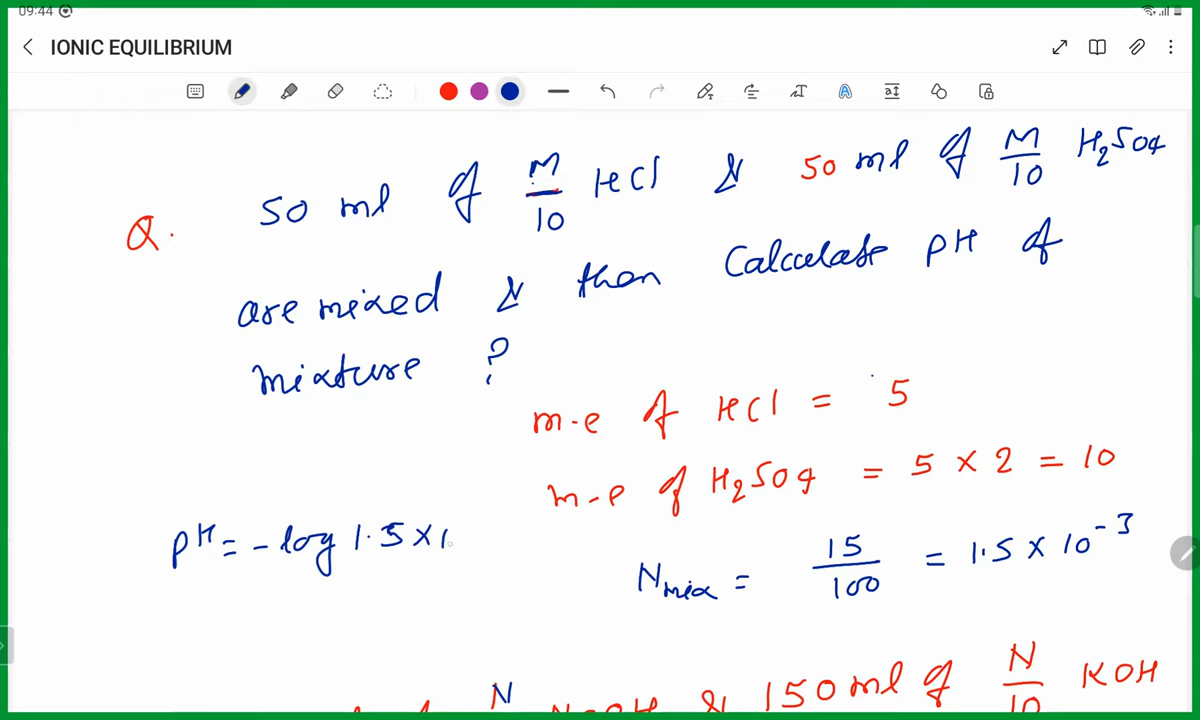 09:44
IONIC EQUILIBRIUM
Q. 50 ml of M/10 HCl & 50 ml of M/10 H2SO4
are mixed & then Calculate pH of
mixture ?
m-e of HCl = 5
m-e of H2SO4 = 5 × 2 = 10
pH = - log 1.5 × 1
Nmix = 15/100 = 1.5 × 10^-3
N & 150 ml of N/10 KOH